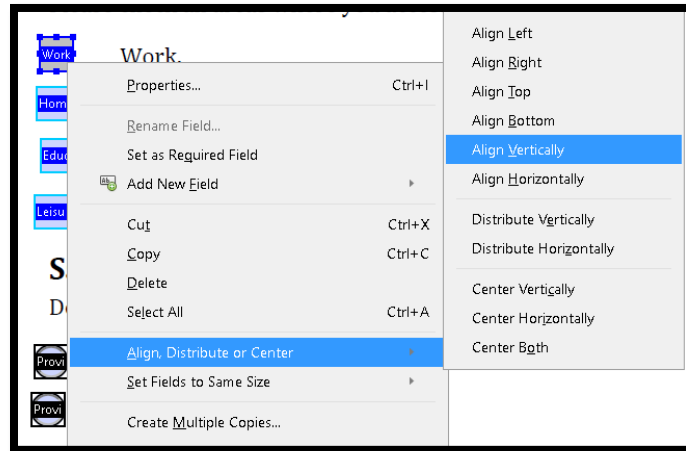 Work
Work.
Hom
Educ
Leisu
S
D
Provi
Provi
Properties... Ctrl+I
Rename Field...
Set as Required Field
Add New Field
Cut Ctrl+X
Copy Ctrl+C
Delete
Select All Ctrl+A
Align, Distribute or Center
Set Fields to Same Size
Create Multiple Copies...
Align Left
Align Right
Align Top
Align Bottom
Align Vertically
Align Horizontally
Distribute Vertically
Distribute Horizontally
Center Vertically
Center Horizontally
Center Both